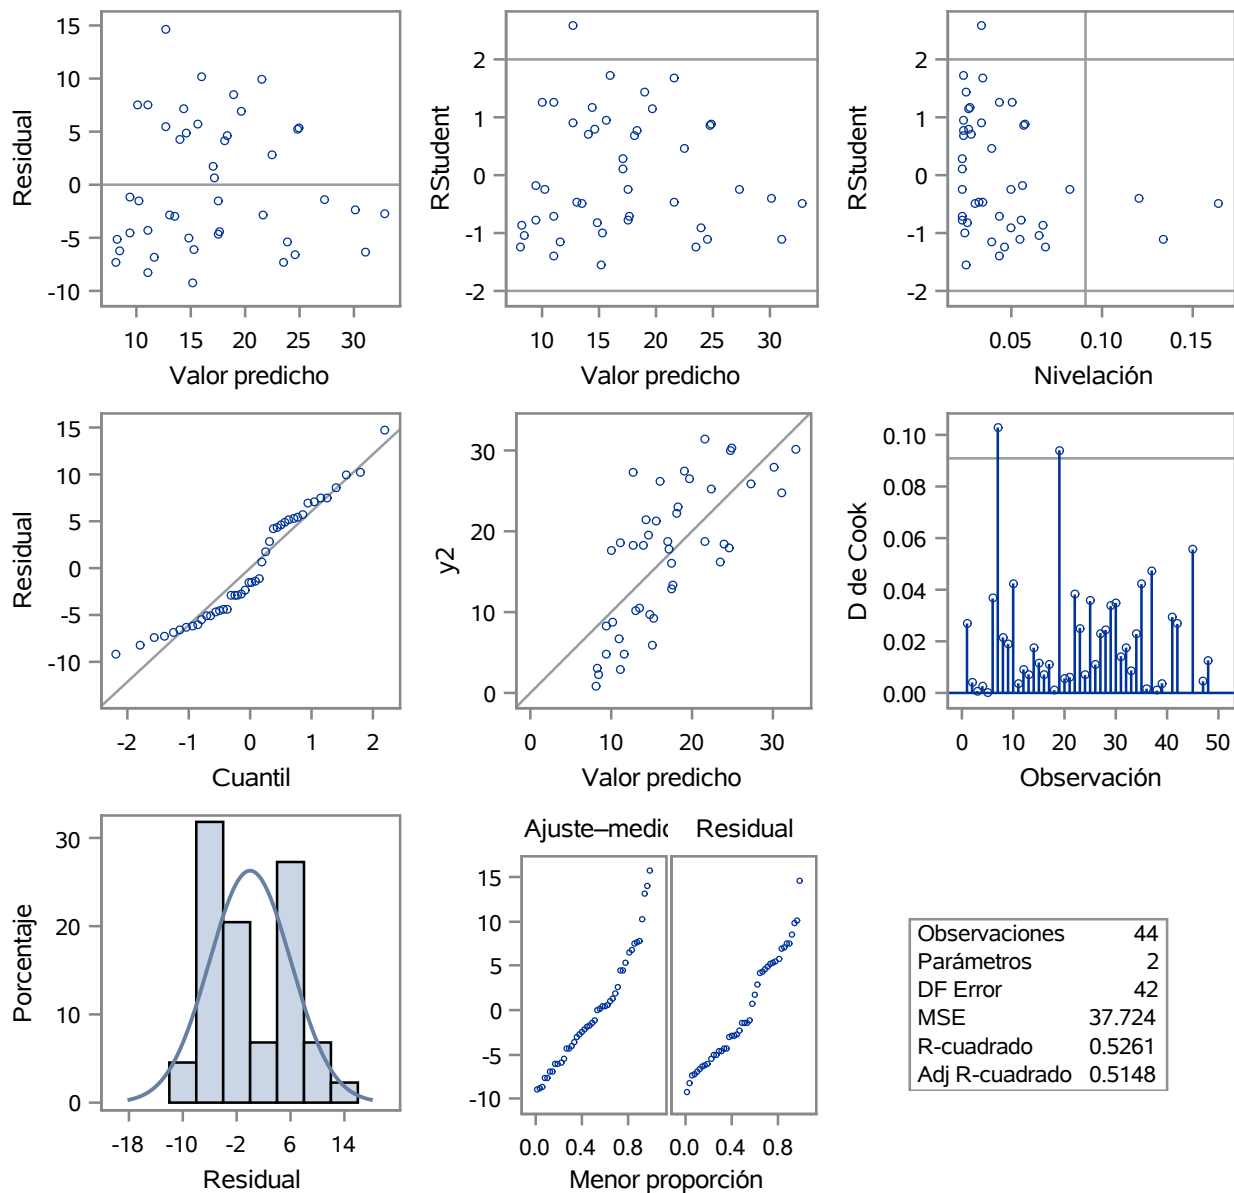 15
10
5
0
-5
-10
Residual
10 15 20 25 30
Valor predicho
2
1
0
-1
-2
RStudent
10 15 20 25 30
Valor predicho
2
1
0
-1
-2
RStudent
0.05 0.10 0.15
Nivelación
15
10
5
0
-5
-10
Residual
-2 -1 0 1 2
Cuantil
30
20
10
0
y2
0 10 20 30
Valor predicho
0.10
0.08
0.06
0.04
0.02
0.00
D de Cook
0 10 20 30 40 50
Observación
30
20
10
0
Porcentaje
-18 -10 -2 6 14
Residual
Ajuste–medic Residual
15
10
5
0
-5
-10
0.0 0.4 0.8 0.0 0.4 0.8
Menor proporción
Observaciones 44
Parámetros 2
DF Error 42
MSE 37.724
R-cuadrado 0.5261
Adj R-cuadrado 0.5148